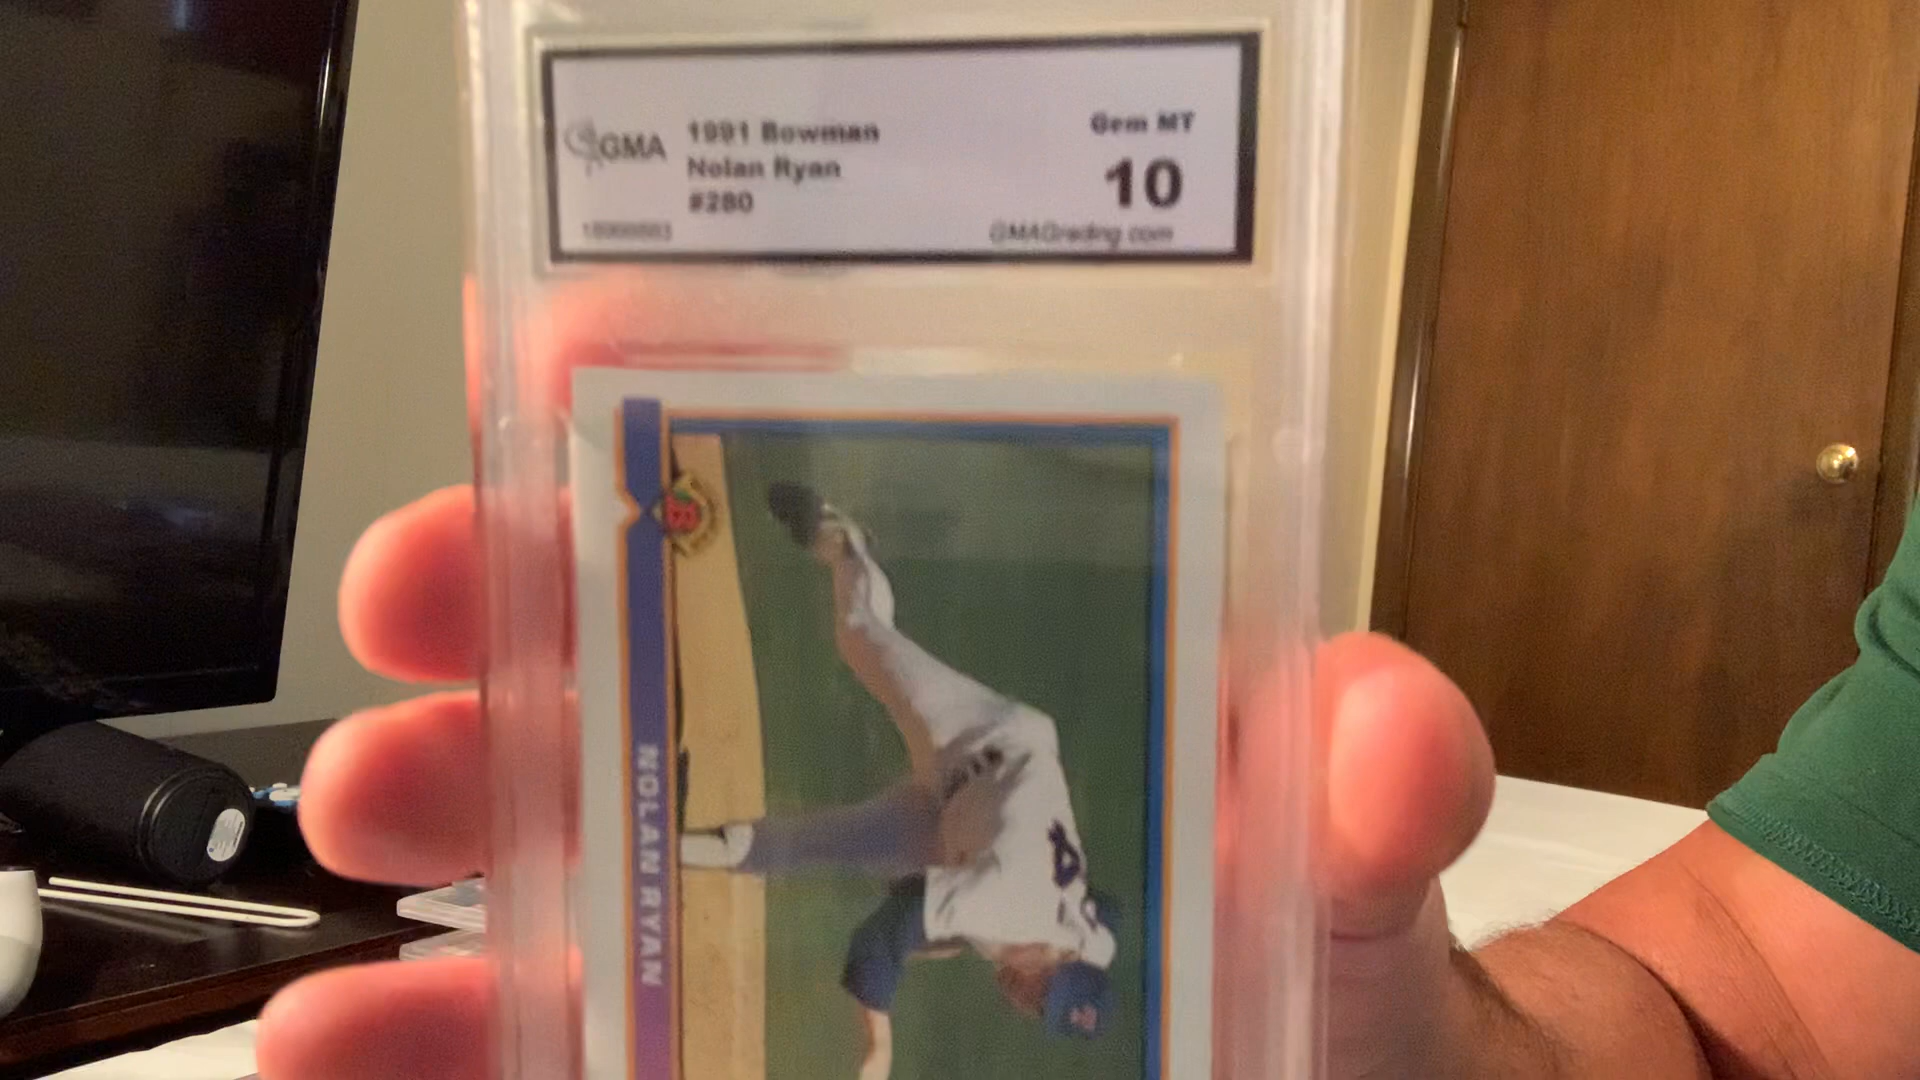 GMA
1991 Bowman
Nolan Ryan
#280
Gem MT
10
GMAGrading.com
NOLAN RYAN